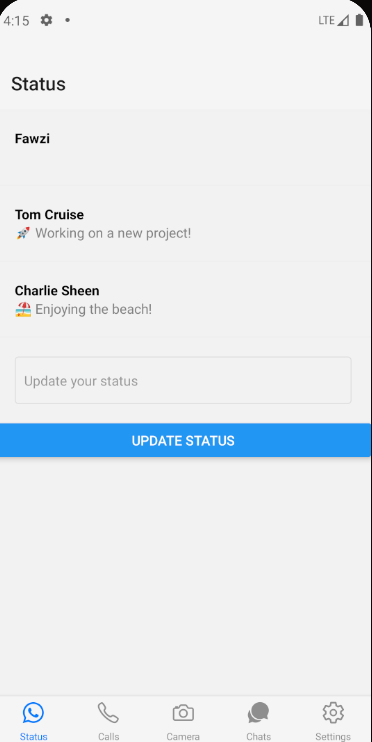 4:15
LTE
Status
Fawzi
Tom Cruise
🚀 Working on a new project!
Charlie Sheen
🏖️ Enjoying the beach!
Update your status
UPDATE STATUS
Status
Calls
Camera
Chats
Settings